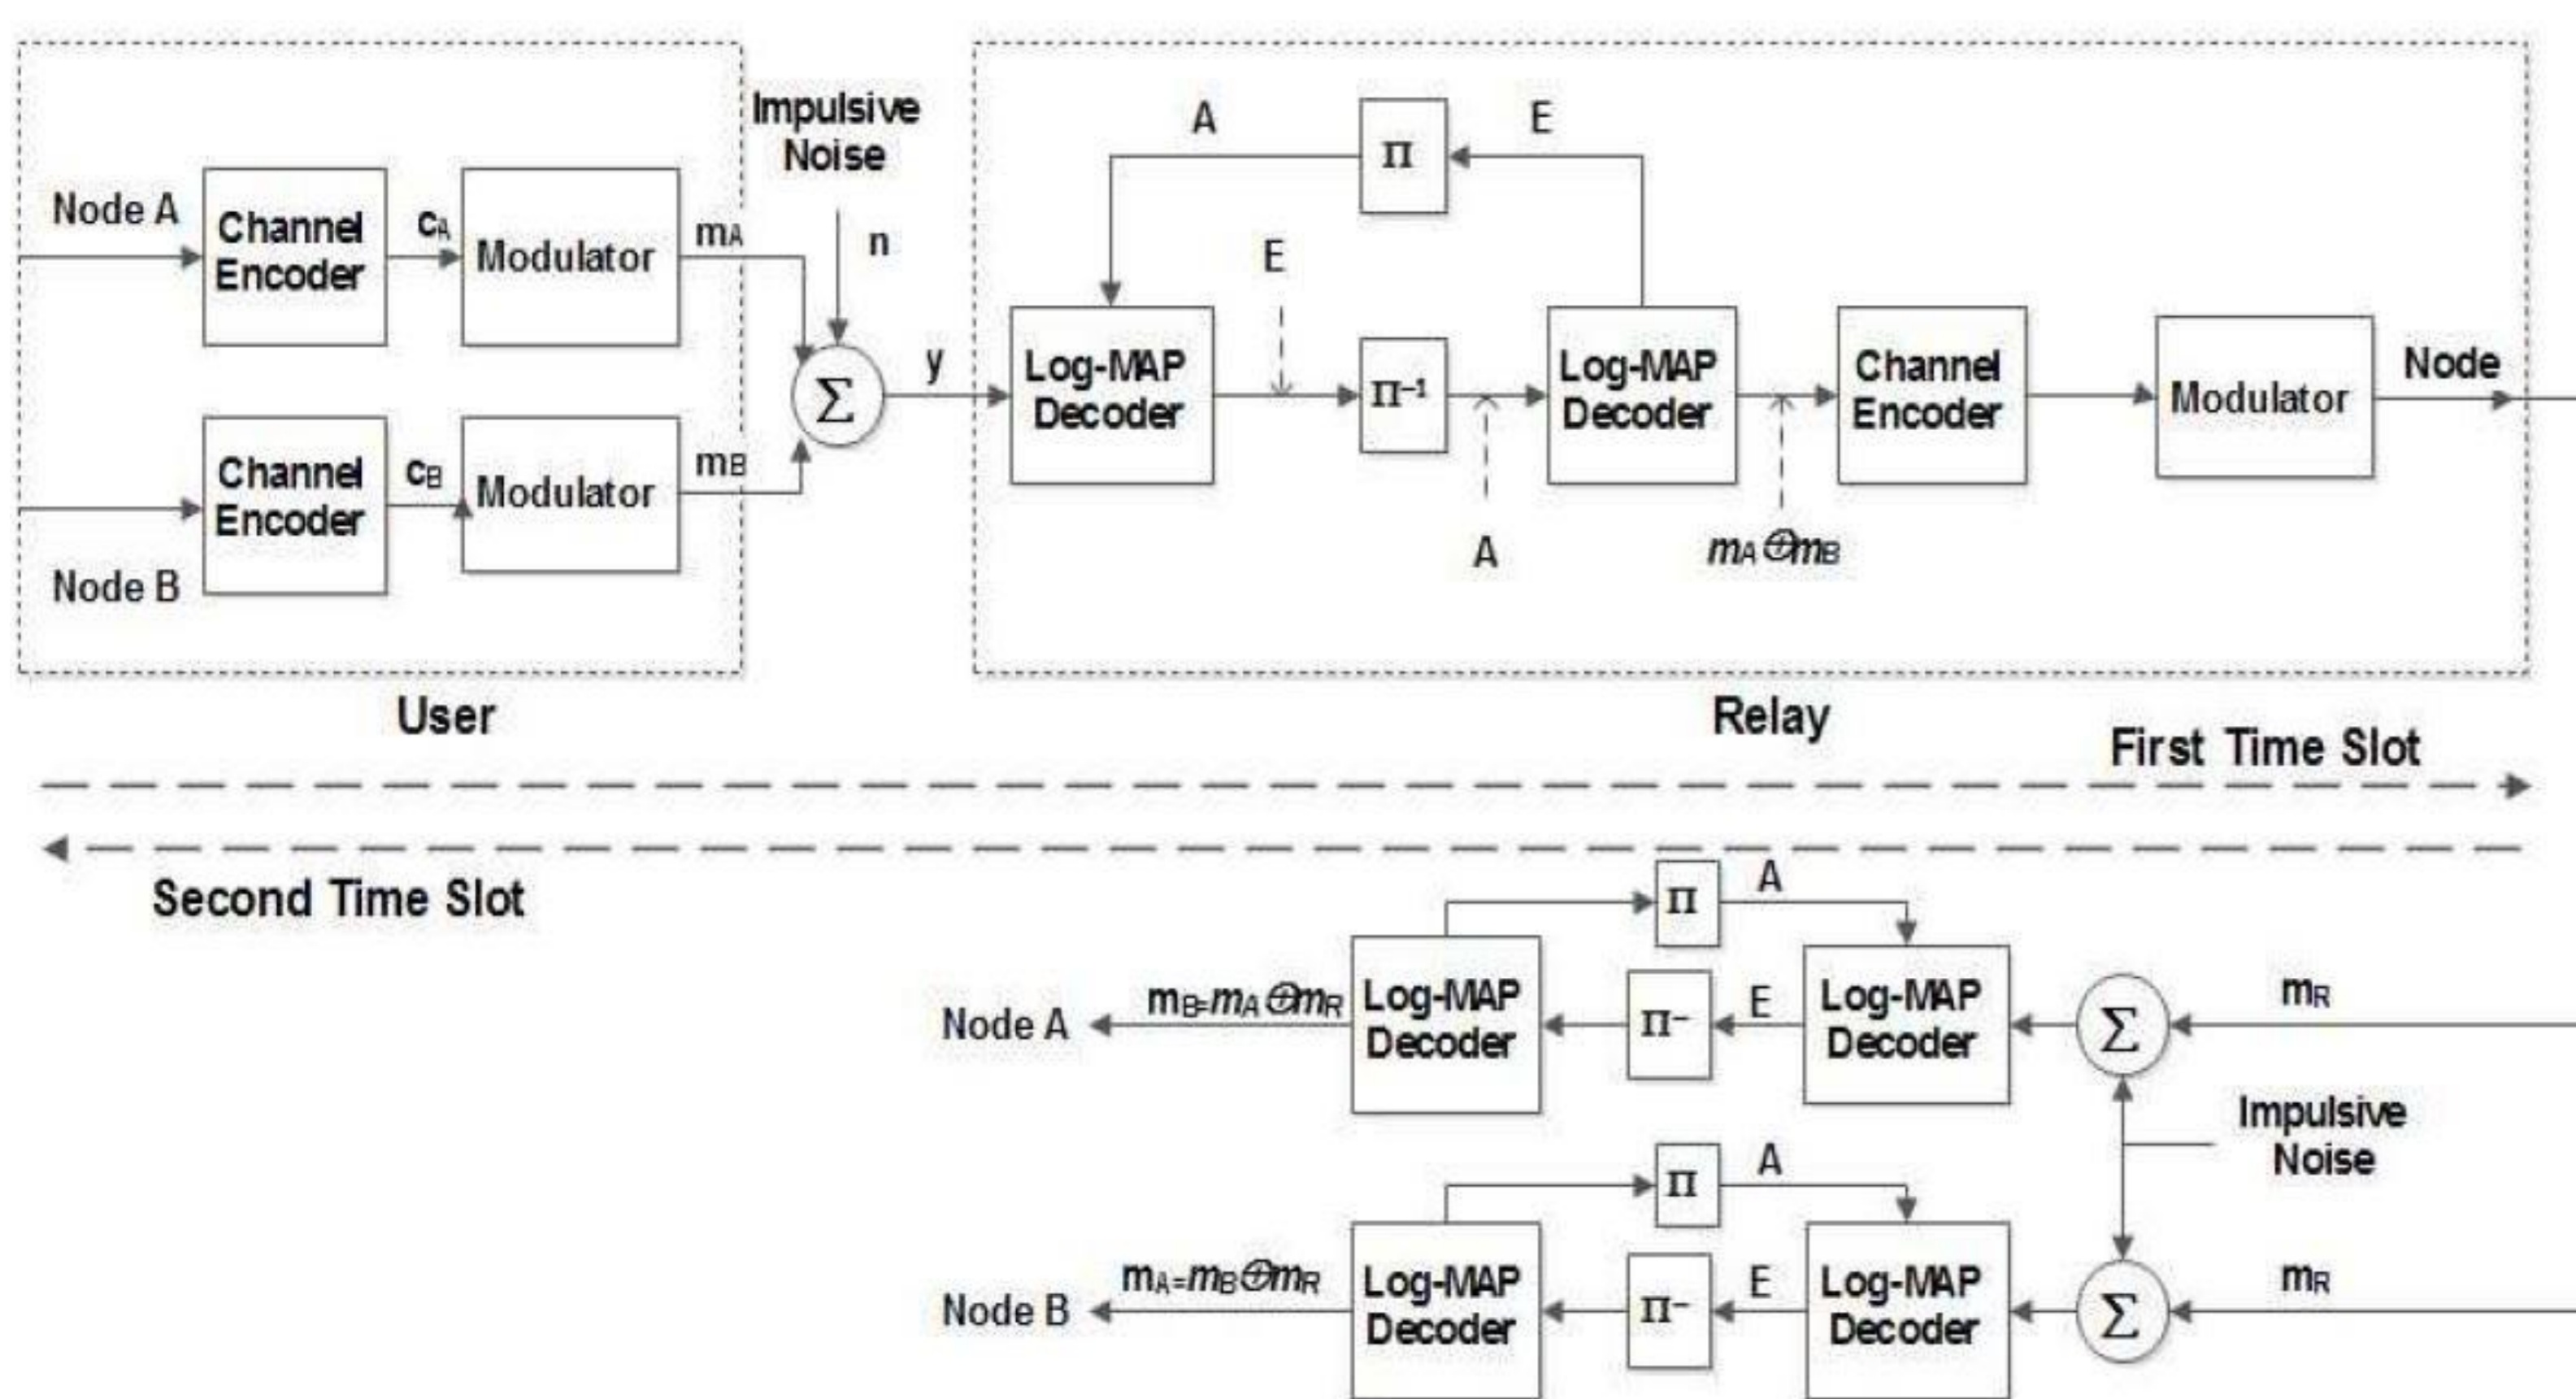 Node A
Channel
Encoder
cA
Modulator
mA
Impulsive
Noise
n
Node B
Channel
Encoder
cB
Modulator
mB
Σ
y
A
Π
E
Log-MAP
Decoder
E
Π⁻¹
A
Log-MAP
Decoder
mA⊕mB
Channel
Encoder
Modulator
Node
User
Relay
First Time Slot
Second Time Slot
Π
A
Node A
mB=mA⊕mR
Log-MAP
Decoder
Π⁻
E
Log-MAP
Decoder
Σ
mR
Impulsive
Noise
Π
A
Node B
mA=mB⊕mR
Log-MAP
Decoder
Π⁻
E
Log-MAP
Decoder
Σ
mR